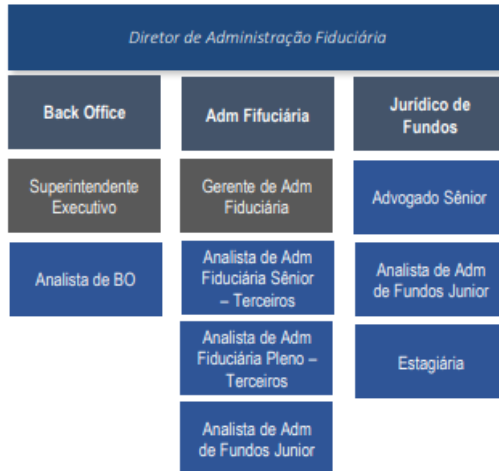 Diretor de Administração Fiduciária
Back Office
Adm Fifuciária
Jurídico de
Fundos
Superintendente
Executivo
Gerente de Adm
Fiduciária
Advogado Sênior
Analista de BO
Analista de Adm
Fiduciária Sênior
– Terceiros
Analista de Adm
de Fundos Junior
Analista de Adm
Fiduciária Pleno –
Terceiros
Estagiária
Analista de Adm
de Fundos Junior